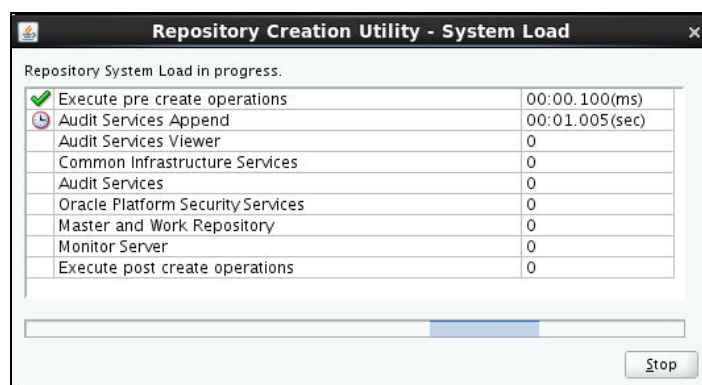 Repository Creation Utility - System Load
Repository System Load in progress.
Execute pre create operations 00:00.100(ms)
Audit Services Append 00:01.005(sec)
Audit Services Viewer 0
Common Infrastructure Services 0
Audit Services 0
Oracle Platform Security Services 0
Master and Work Repository 0
Monitor Server 0
Execute post create operations 0
Stop